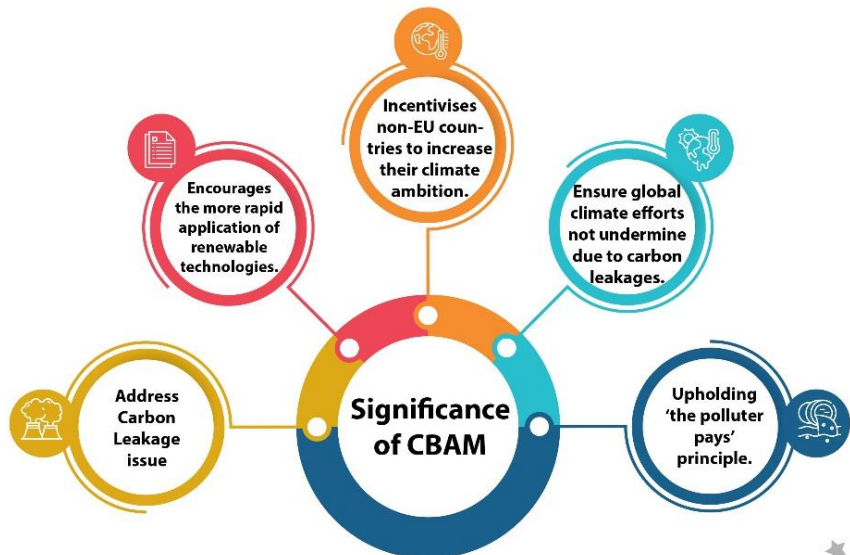 Incentivises
non-EU coun-
tries to increase
their climate
ambition.
Encourages
the more rapid
application of
renewable
technologies.
Ensure global
climate efforts
not undermine
due to carbon
leakages.
Address
Carbon
Leakage
issue
Significance
of CBAM
Upholding
‘the polluter
pays’
principle.